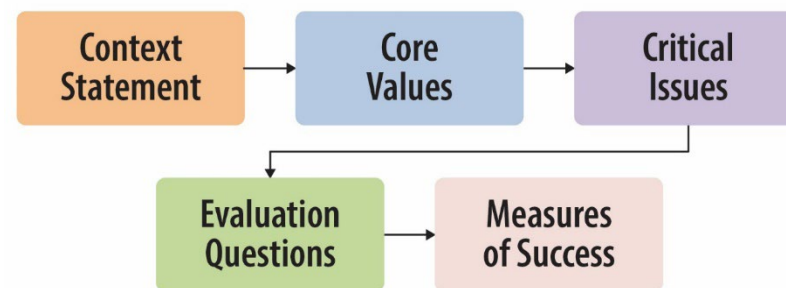 Context
Statement
Core
Values
Critical
Issues
Evaluation
Questions
Measures
of Success